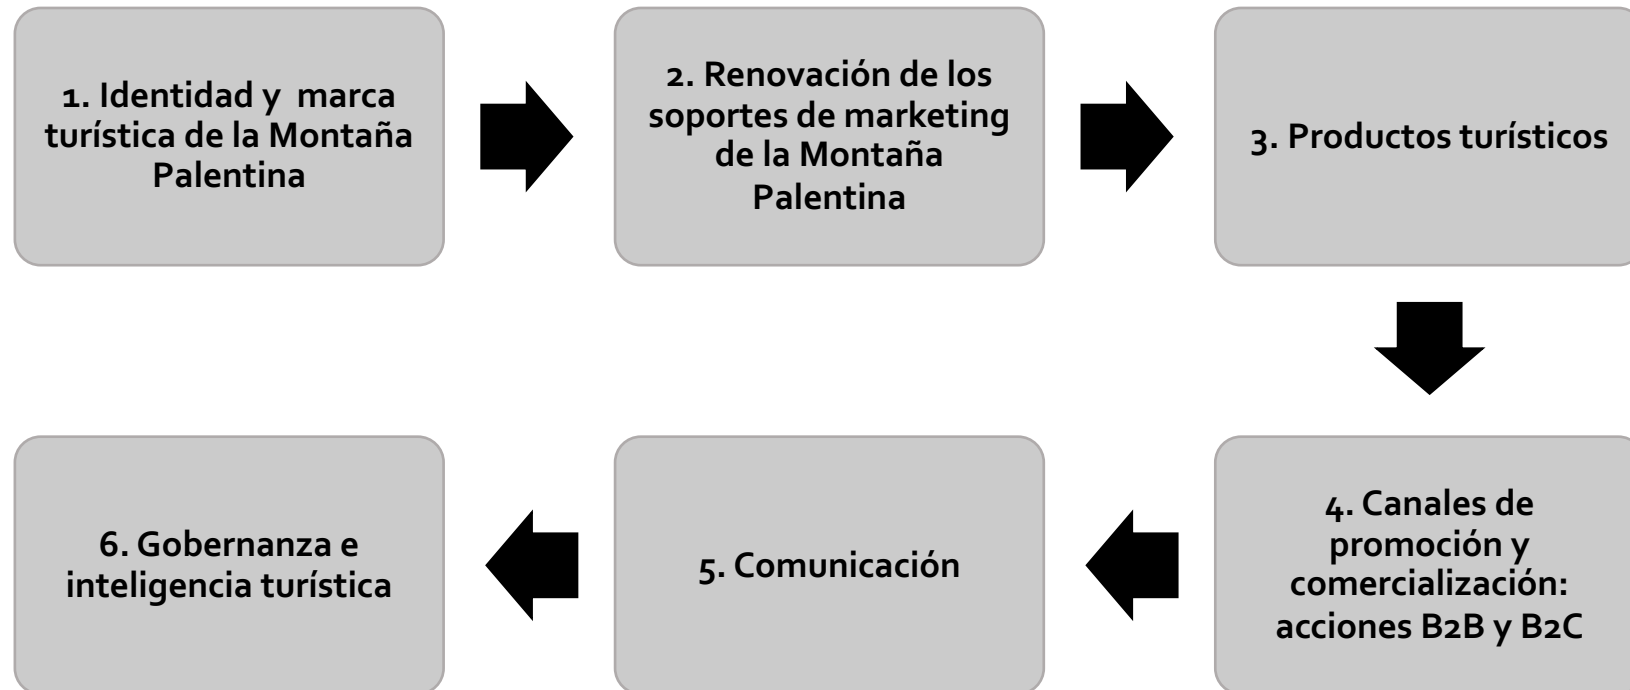 1. Identidad y marca
turística de la Montaña
Palentina
2. Renovación de los
soportes de marketing
de la Montaña
Palentina
3. Productos turísticos
4. Canales de
promoción y
comercialización:
acciones B2B y B2C
5. Comunicación
6. Gobernanza e
inteligencia turística